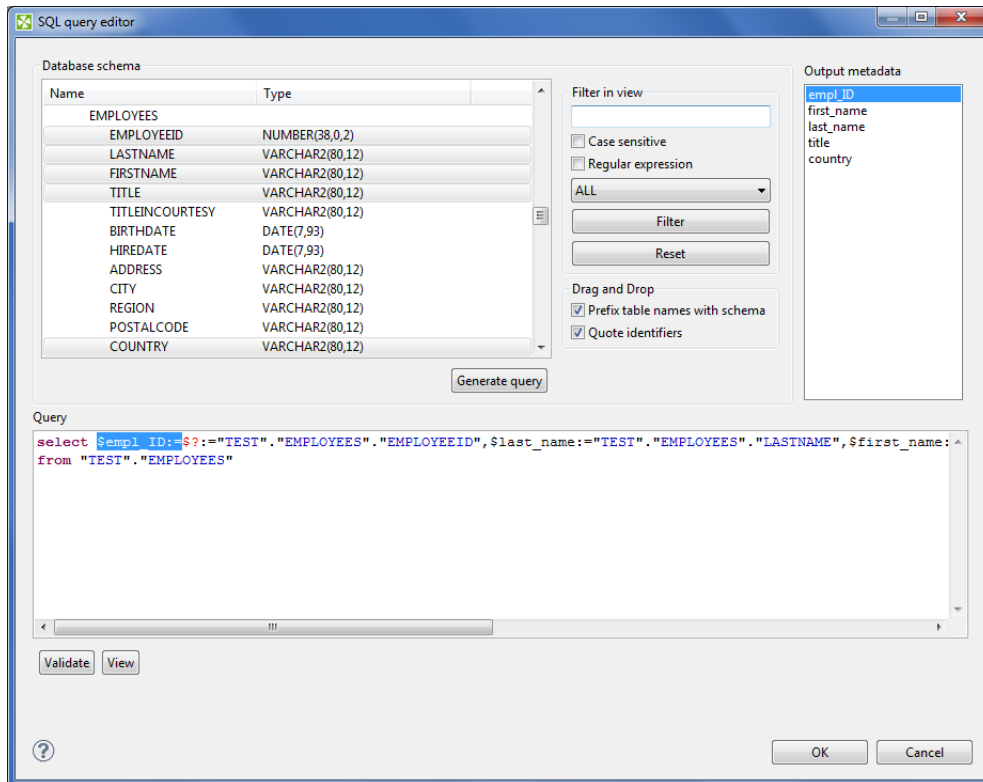 SQL query editor
Database schema
Name Type
EMPLOYEES
EMPLOYEEID NUMBER(38,0,2)
LASTNAME VARCHAR2(80,12)
FIRSTNAME VARCHAR2(80,12)
TITLE VARCHAR2(80,12)
TITLEINCOURTESY VARCHAR2(80,12)
BIRTHDATE DATE(7,93)
HIREDATE DATE(7,93)
ADDRESS VARCHAR2(80,12)
CITY VARCHAR2(80,12)
REGION VARCHAR2(80,12)
POSTALCODE VARCHAR2(80,12)
COUNTRY VARCHAR2(80,12)
Generate query
Filter in view
Case sensitive
Regular expression
ALL
Filter
Reset
Drag and Drop
Prefix table names with schema
Quote identifiers
Output metadata
empl_ID
first_name
last_name
title
country
Query
select $empl_ID:=$?:="TEST"."EMPLOYEES"."EMPLOYEEID",$last_name:="TEST"."EMPLOYEES"."LASTNAME",$first_name:
from "TEST"."EMPLOYEES"
Validate View
? OK Cancel